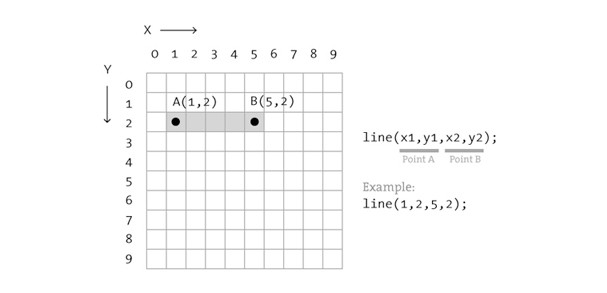 X
0 1 2 3 4 5 6 7 8 9
Y
0
1
2
3
4
5
6
7
8
9
A(1,2)
B(5,2)
line(x1,y1,x2,y2);
Point A Point B
Example:
line(1,2,5,2);